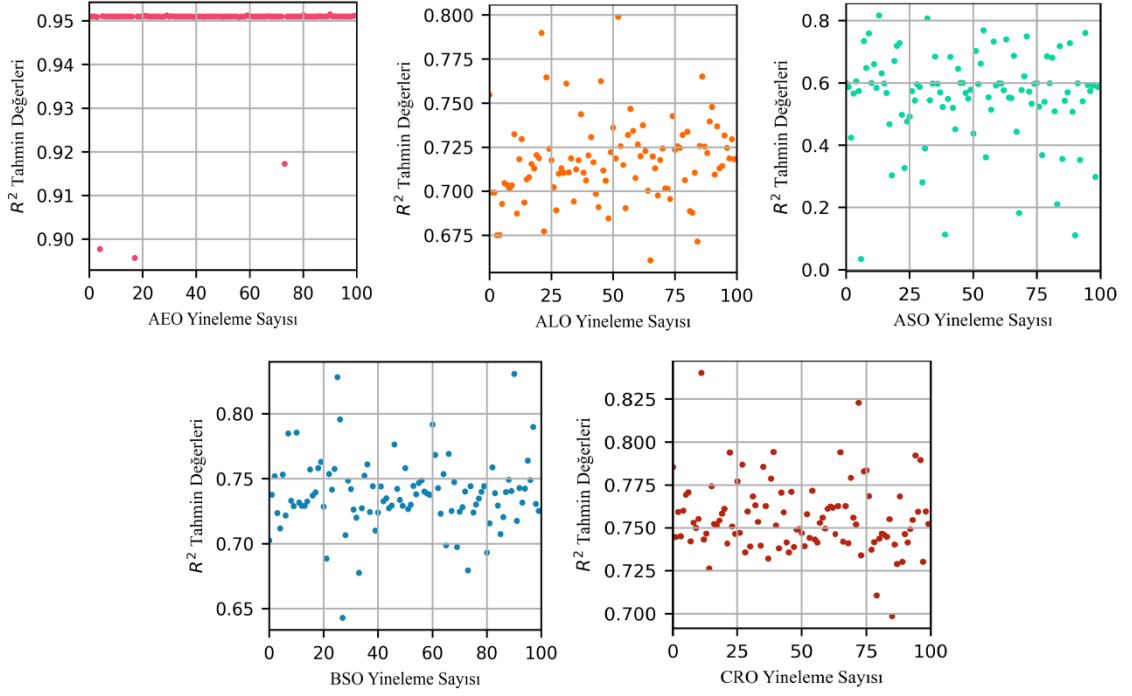 R² Tahmin Değerleri
0.95
0.94
0.93
0.92
0.91
0.90
0 20 40 60 80 100
AEO Yineleme Sayısı
R² Tahmin Değerleri
0.800
0.775
0.750
0.725
0.700
0.675
0 25 50 75 100
ALO Yineleme Sayısı
R² Tahmin Değerleri
0.8
0.6
0.4
0.2
0.0
0 25 50 75 100
ASO Yineleme Sayısı
R² Tahmin Değerleri
0.80
0.75
0.70
0.65
0 20 40 60 80 100
BSO Yineleme Sayısı
R² Tahmin Değerleri
0.825
0.800
0.775
0.750
0.725
0.700
0 25 50 75 100
CRO Yineleme Sayısı